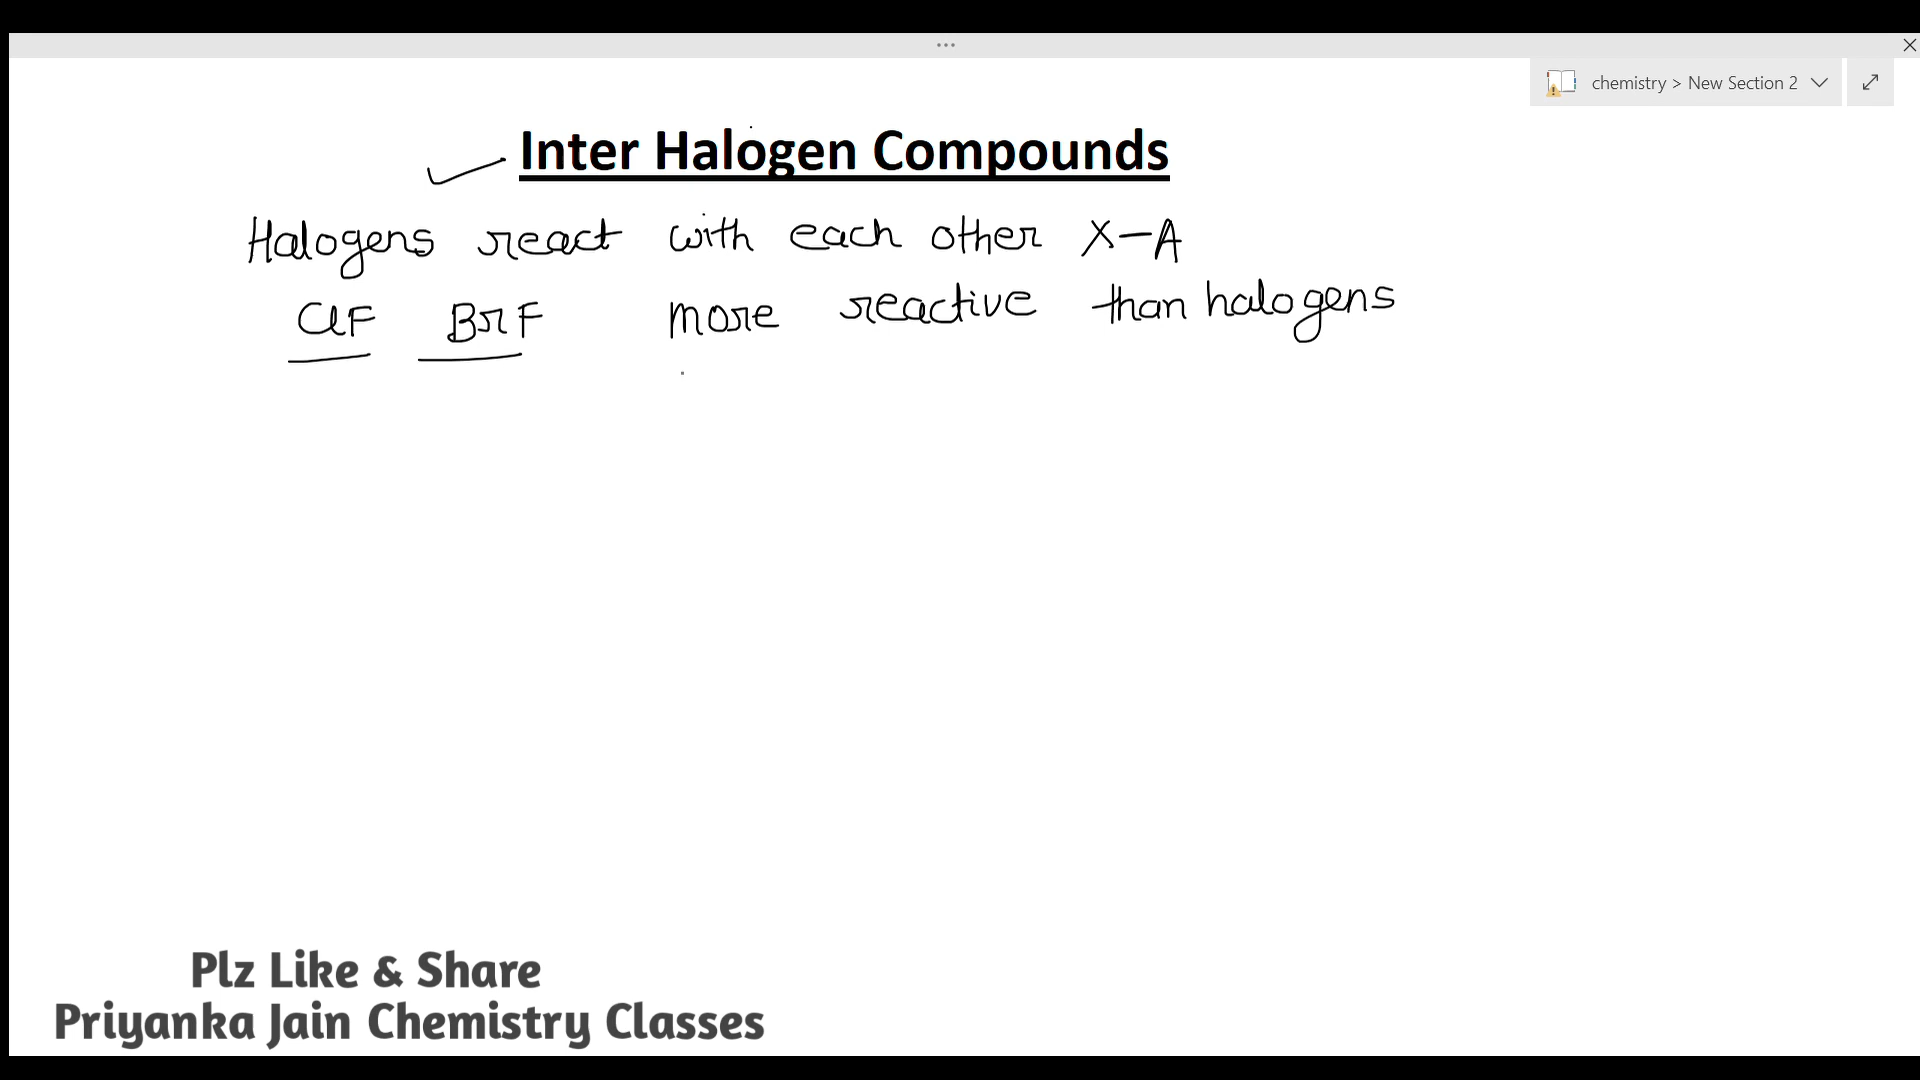 chemistry > New Section 2
Inter Halogen Compounds
Halogens react with each other X-A
ClF BrF more reactive than halogens
Plz Like & Share
Priyanka Jain Chemistry Classes